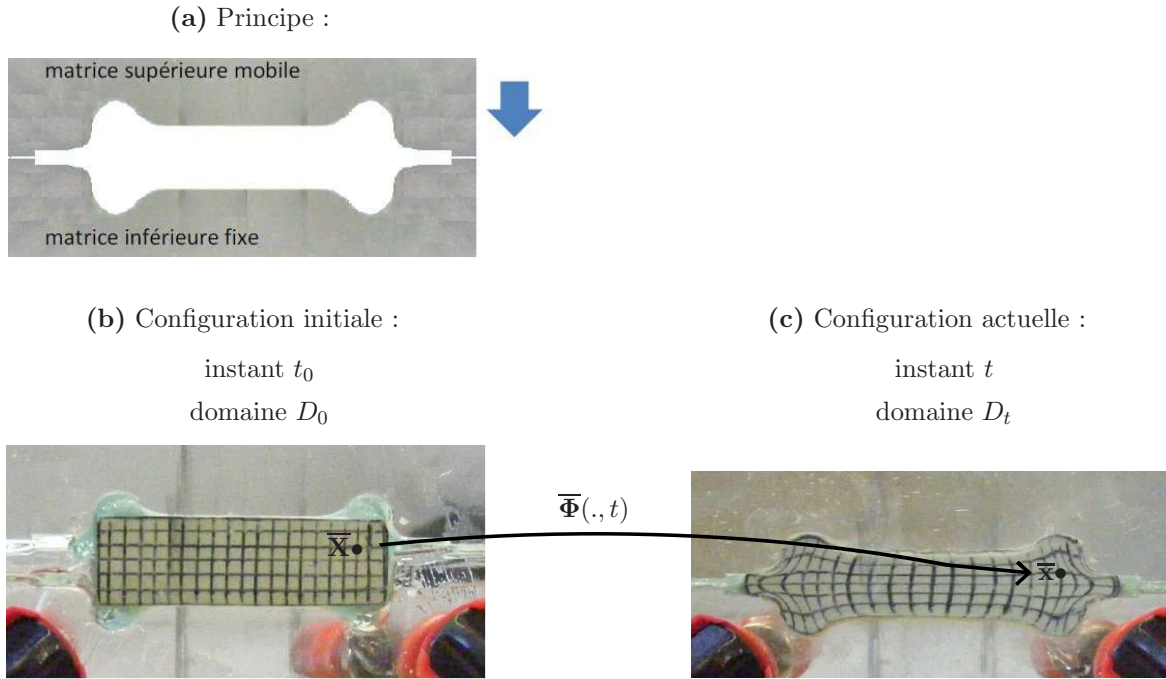 (a) Principe :
matrice supérieure mobile
matrice inférieure fixe
(b) Configuration initiale :
(c) Configuration actuelle :
instant t₀
instant t
domaine D₀
domaine Dₜ
Φ̅(., t)
X̅
x̅